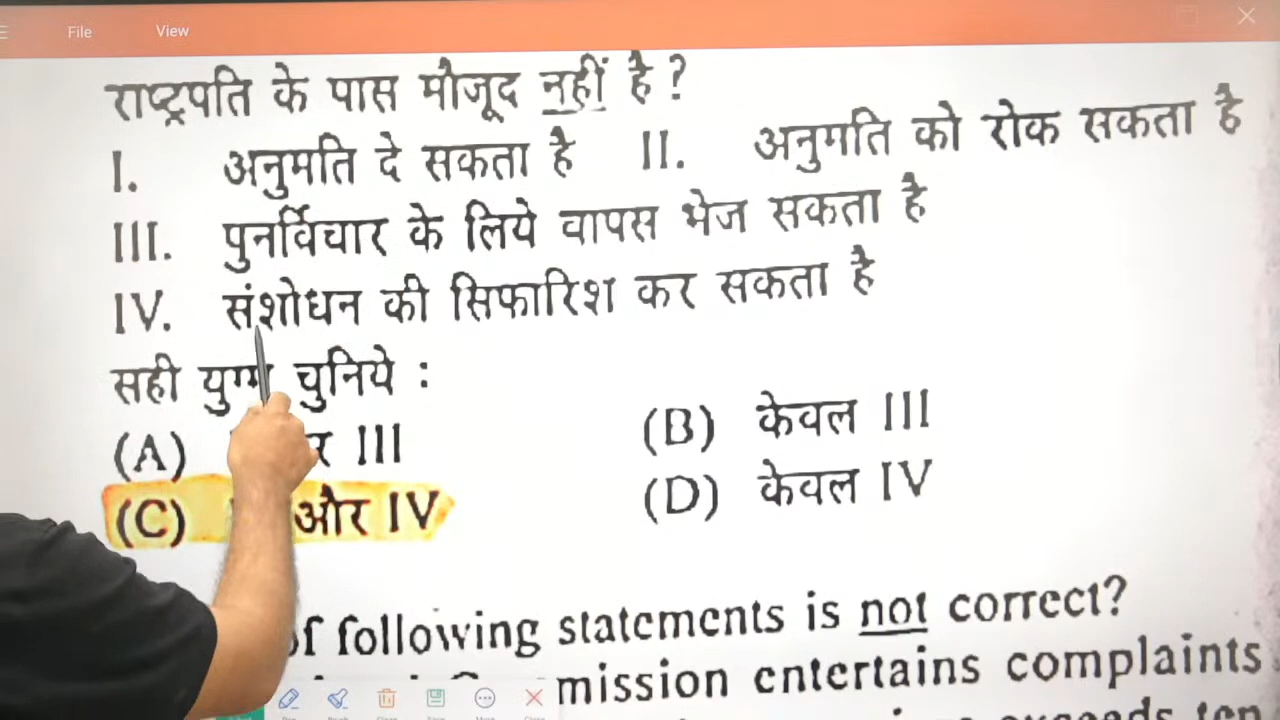 File View
राष्ट्रपति के पास मौजूद नहीं है ?
I. अनुमति दे सकता है II. अनुमति को रोक सकता है
III. पुनर्विचार के लिये वापस भेज सकता है
IV. संशोधन की सिफारिश कर सकता है
सही युग्म चुनिये :
(A) III (B) केवल III
(C) और IV (D) केवल IV
of following statements is not correct?
mission entertains complaints